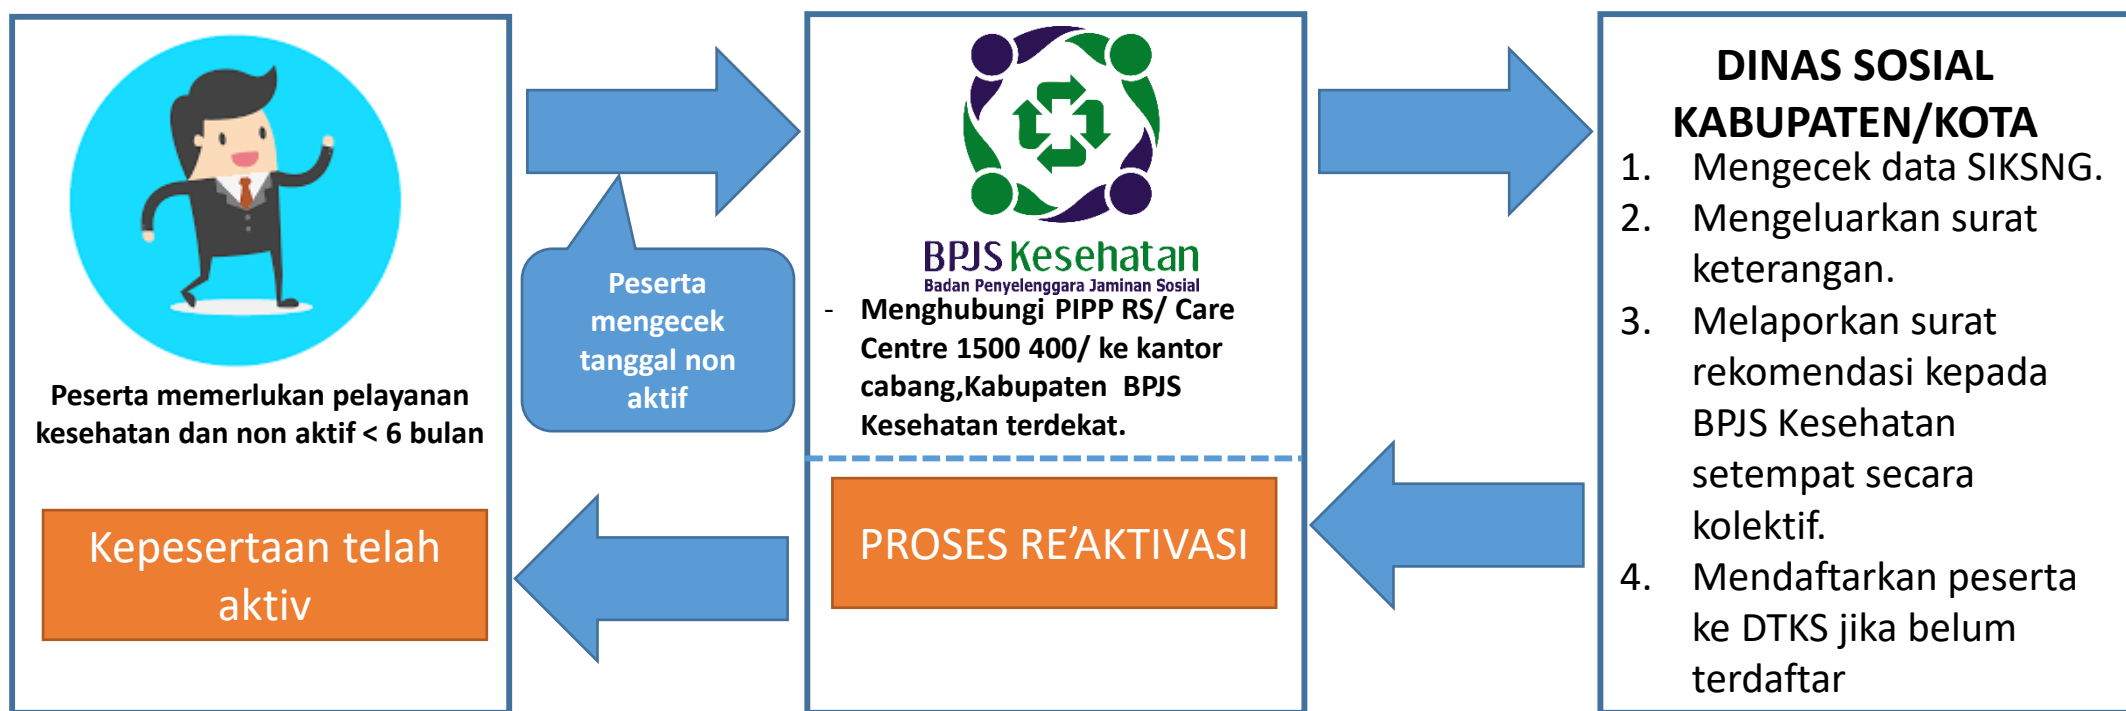 Peserta memerlukan pelayanan
kesehatan dan non aktif < 6 bulan
Kepesertaan telah
aktiv
Peserta
mengecek
tanggal non
aktif
BPJS Kesehatan
Badan Penyelenggara Jaminan Sosial
- Menghubungi PIPP RS/ Care
Centre 1500 400/ ke kantor
cabang,Kabupaten BPJS
Kesehatan terdekat.
PROSES RE’AKTIVASI
DINAS SOSIAL
KABUPATEN/KOTA
1. Mengecek data SIKSNG.
2. Mengeluarkan surat
keterangan.
3. Melaporkan surat
rekomendasi kepada
BPJS Kesehatan
setempat secara
kolektif.
4. Mendaftarkan peserta
ke DTKS jika belum
terdaftar